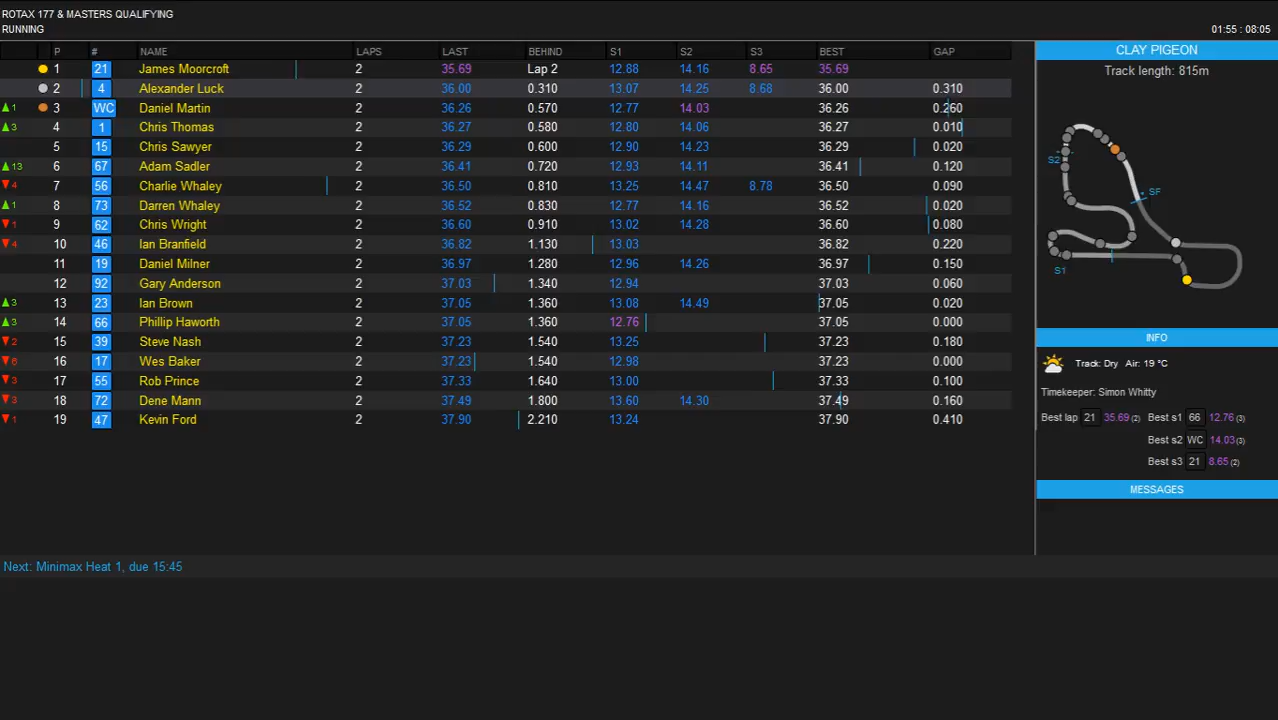 ROTAX 177 & MASTERS QUALIFYING
RUNNING
01:55 : 08:05
P # NAME LAPS LAST BEHIND S1 S2 S3 BEST GAP
1 21 James Moorcroft 2 35.69 Lap 2 12.88 14.16 8.65 35.69
2 4 Alexander Luck 2 36.00 0.310 13.07 14.25 8.68 36.00 0.310
1 3 WC Daniel Martin 2 36.26 0.570 12.77 14.03 36.26 0.260
3 4 1 Chris Thomas 2 36.27 0.580 12.80 14.06 36.27 0.010
5 15 Chris Sawyer 2 36.29 0.600 12.90 14.23 36.29 0.020
13 6 67 Adam Sadler 2 36.41 0.720 12.93 14.11 36.41 0.120
4 7 56 Charlie Whaley 2 36.50 0.810 13.25 14.47 8.78 36.50 0.090
1 8 73 Darren Whaley 2 36.52 0.830 12.77 14.16 36.52 0.020
1 9 62 Chris Wright 2 36.60 0.910 13.02 14.28 36.60 0.080
4 10 46 Ian Branfield 2 36.82 1.130 13.03 36.82 0.220
11 19 Daniel Milner 2 36.97 1.280 12.96 14.26 36.97 0.150
12 92 Gary Anderson 2 37.03 1.340 12.94 37.03 0.060
3 13 23 Ian Brown 2 37.05 1.360 13.08 14.49 37.05 0.020
3 14 66 Phillip Haworth 2 37.05 1.360 12.76 37.05 0.000
2 15 39 Steve Nash 2 37.23 1.540 13.25 37.23 0.180
6 16 17 Wes Baker 2 37.23 1.540 12.98 37.23 0.000
3 17 55 Rob Prince 2 37.33 1.640 13.00 37.33 0.100
3 18 72 Dene Mann 2 37.49 1.800 13.60 14.30 37.49 0.160
1 19 47 Kevin Ford 2 37.90 2.210 13.24 37.90 0.410
Next: Minimax Heat 1, due 15:45
CLAY PIGEON
Track length: 815m
S2
SF
S1
INFO
Track: Dry Air: 19 °C
Timekeeper: Simon Whitty
Best lap 21 35.69 (2) Best s1 66 12.76 (3)
Best s2 WC 14.03 (3)
Best s3 21 8.65 (2)
MESSAGES